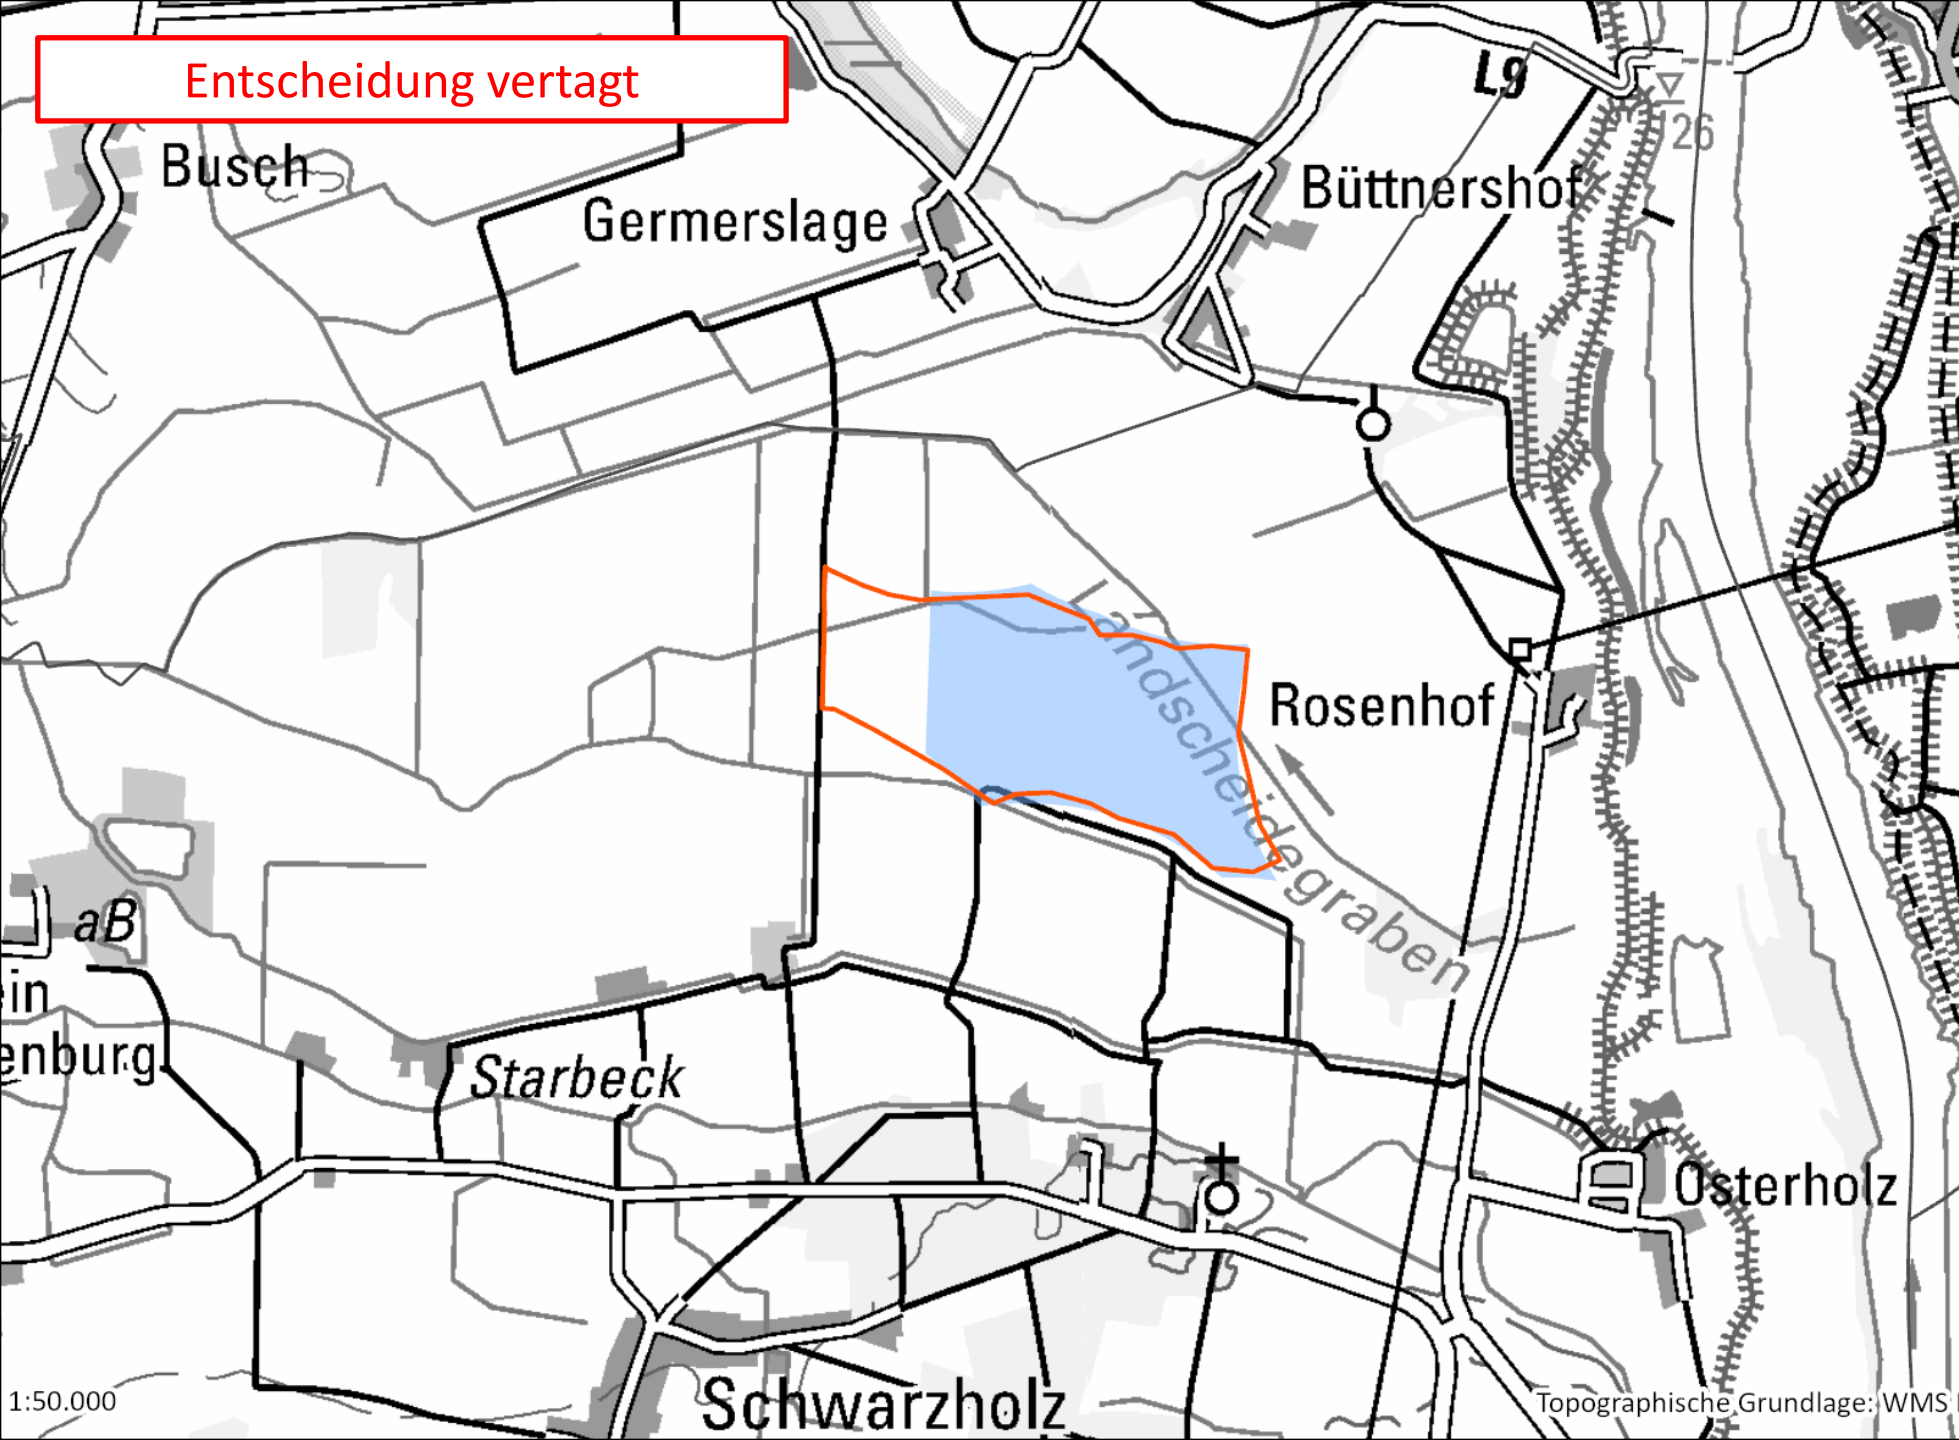 Entscheidung vertagt
L9
26
Busch
Büttnershof
Germerslage
Landscheidegraben
Rosenhof
aB
ein
enburg
Starbeck
Osterholz
Schwarzholz
1:50.000
Topographische Grundlage: WMS